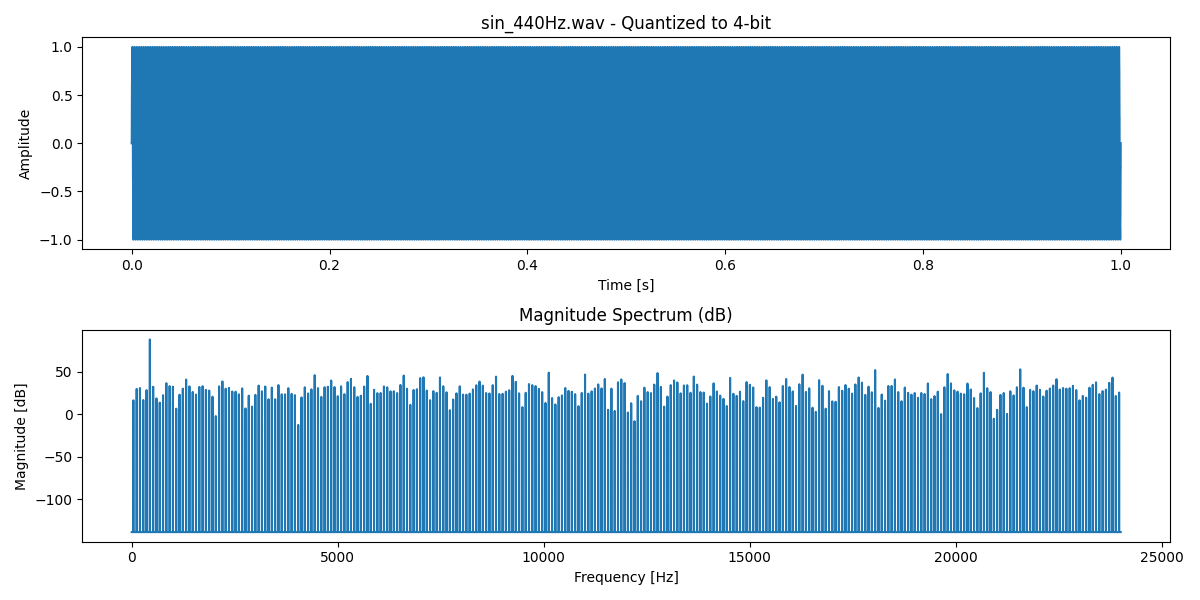 sin_440Hz.wav - Quantized to 4-bit
1.0
0.5
0.0
−0.5
−1.0
Amplitude
0.0 0.2 0.4 0.6 0.8 1.0
Time [s]
Magnitude Spectrum (dB)
50
0
−50
−100
Magnitude [dB]
0 5000 10000 15000 20000 25000
Frequency [Hz]